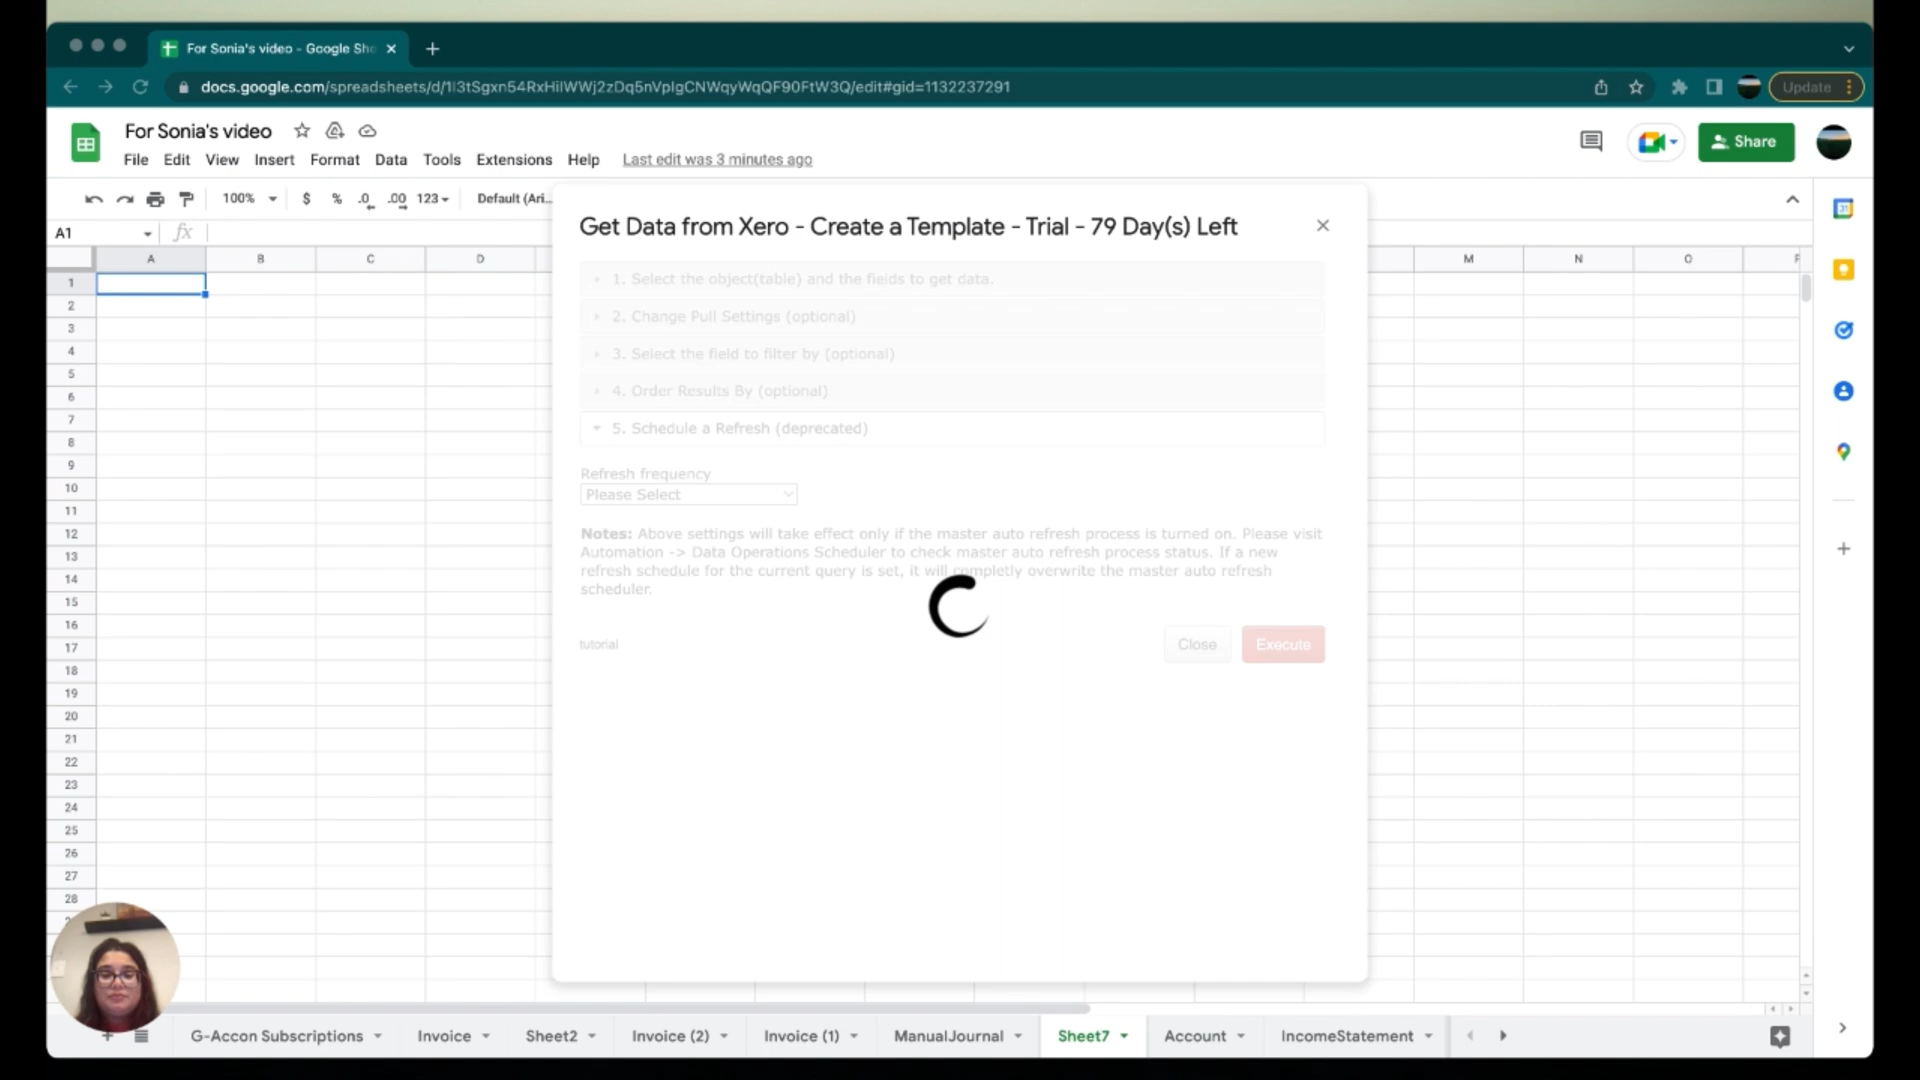 For Sonia's video - Google She
docs.google.com/spreadsheets/d/1l3tSgxn54RxHilWWj2zDq5nVpIgCNWqyWqQF90FtW3Q/edit#gid=1132237291
Update
For Sonia's video
File Edit View Insert Format Data Tools Extensions Help Last edit was 3 minutes ago
Share
100% $ % .0 .00 123 Default (Ari...
A1 fx
Get Data from Xero - Create a Template - Trial - 79 Day(s) Left
A B C D M N O P
1
2
3
4
5
6
7
8
9
10
11
12
13
14
15
16
17
18
19
20
21
22
23
24
25
26
27
28
1. Select the object(table) and the fields to get data.
2. Change Pull Settings (optional)
3. Select the field to filter by (optional)
4. Order Results By (optional)
5. Schedule a Refresh (deprecated)
Refresh frequency
Please Select
Notes: Above settings will take effect only if the master auto refresh process is turned on. Please visit
Automation -> Data Operations Scheduler to check master auto refresh process status. If a new
refresh schedule for the current query is set, it will completly overwrite the master auto refresh
scheduler.
tutorial Close Execute
31
G-Accon Subscriptions Invoice Sheet2 Invoice (2) Invoice (1) ManualJournal Sheet7 Account IncomeStatement